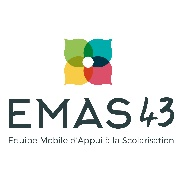 EMAS 43
Equipe Mobile d'Appui à la Scolarisation